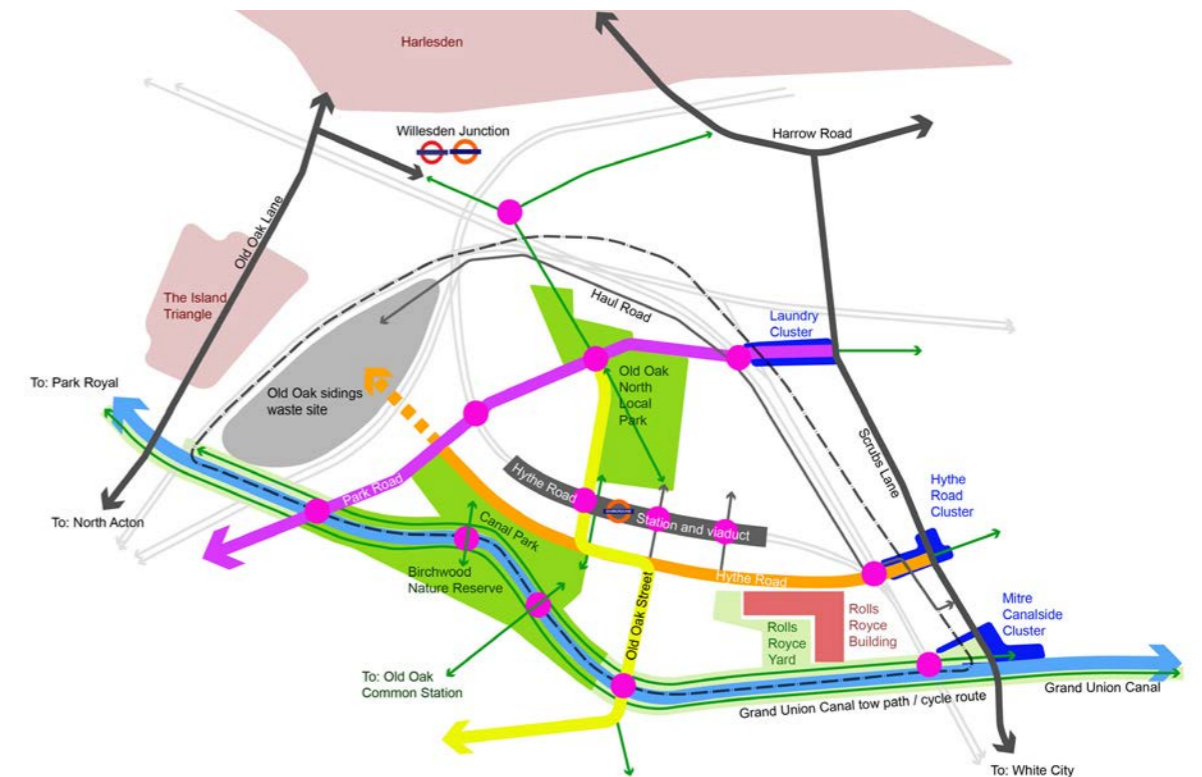 Harlesden
Willesden Junction
Harrow Road
Old Oak Lane
The Island
Triangle
Haul Road
Laundry
Cluster
To: Park Royal
Old Oak sidings
waste site
Old Oak
North
Local
Park
Scrubs Lane
Hythe
Road
Cluster
Park Road
Hythe Road
Station and viaduct
To: North Acton
Canal Park
Birchwood
Nature Reserve
Hythe Road
Old Oak Street
Rolls
Royce
Building
Rolls
Royce
Yard
Mitre
Canalside
Cluster
To: Old Oak
Common Station
Grand Union Canal tow path / cycle route
Grand Union Canal
To: White City